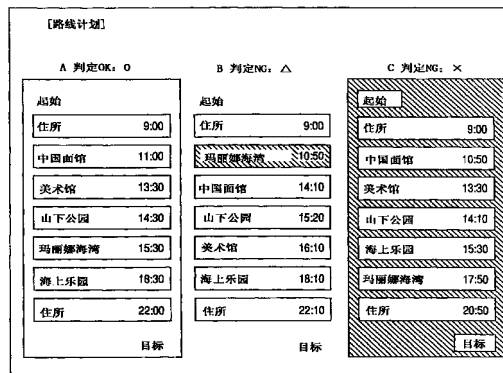 [路线计划]
A 判定OK：O
起始
住所 9:00
中国面馆 11:00
美术馆 13:30
山下公园 14:30
玛丽娜海湾 15:30
海上乐园 18:30
住所 22:00
目标
B 判定NG：△
起始
住所 9:00
玛丽娜海湾 10:50
中国面馆 14:10
山下公园 15:20
美术馆 16:10
海上乐园 18:10
住所 22:10
目标
C 判定NG：×
起始
住所 9:00
中国面馆 10:50
美术馆 13:30
山下公园 14:10
海上乐园 15:30
玛丽娜海湾 17:50
住所 20:50
目标